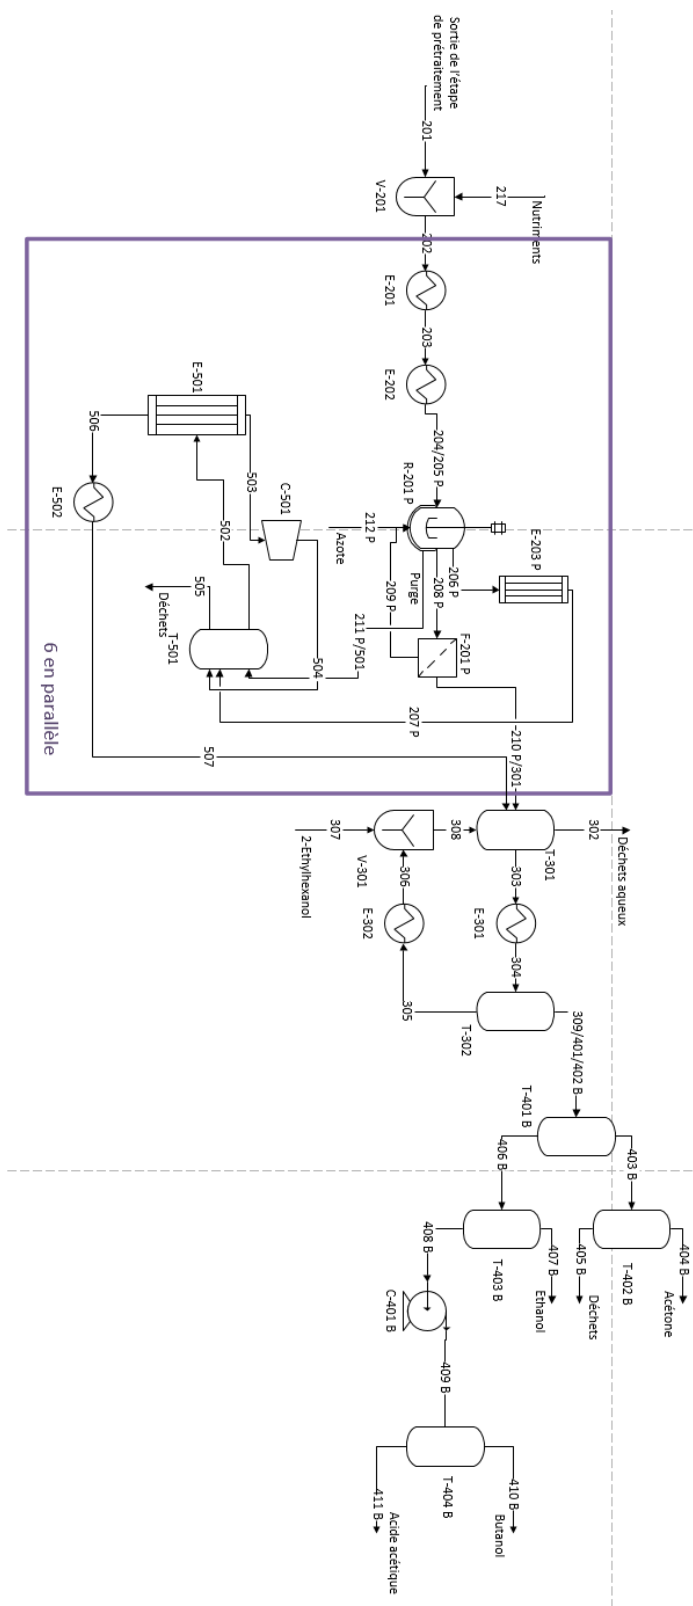 Sortie de l'étape
de prétraitement
201
V-201
217
Nutriments
202
E-201
203
E-202
204/205 P
R-201 P
212 P
Azote
206 P
208 P
209 P
Purge
211 P/501
E-203 P
F-201 P
207 P
210 P/301
E-501
503
C-501
504
502
505
Déchets
T-501
506
E-502
507
6 en parallèle
302
Déchets aqueux
T-301
303
E-301
304
T-302
305
E-302
306
V-301
307
2-Ethylhexanol
308
309/401/402 B
T-401 B
403 B
T-402 B
404 B
Acétone
405 B
Déchets
406 B
T-403 B
407 B
Ethanol
408 B
C-401 B
409 B
T-404 B
410 B
Butanol
411 B
Acide acétique